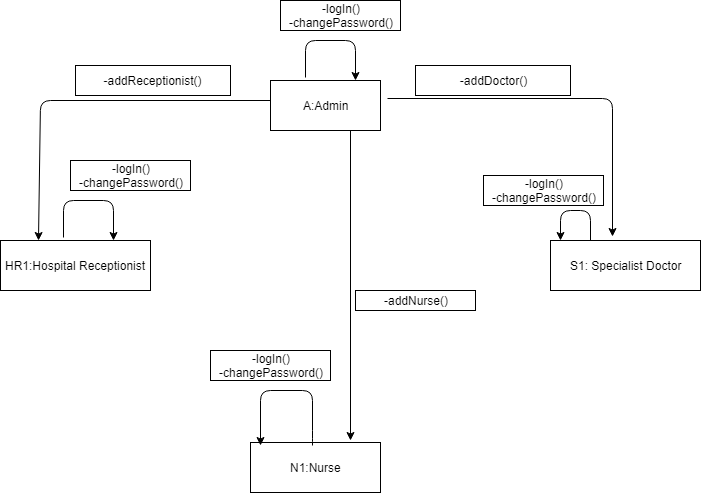 -logIn()
-changePassword()
-addReceptionist()
A:Admin
-addDoctor()
-logIn()
-changePassword()
-logIn()
-changePassword()
HR1:Hospital Receptionist
S1: Specialist Doctor
-addNurse()
-logIn()
-changePassword()
N1:Nurse